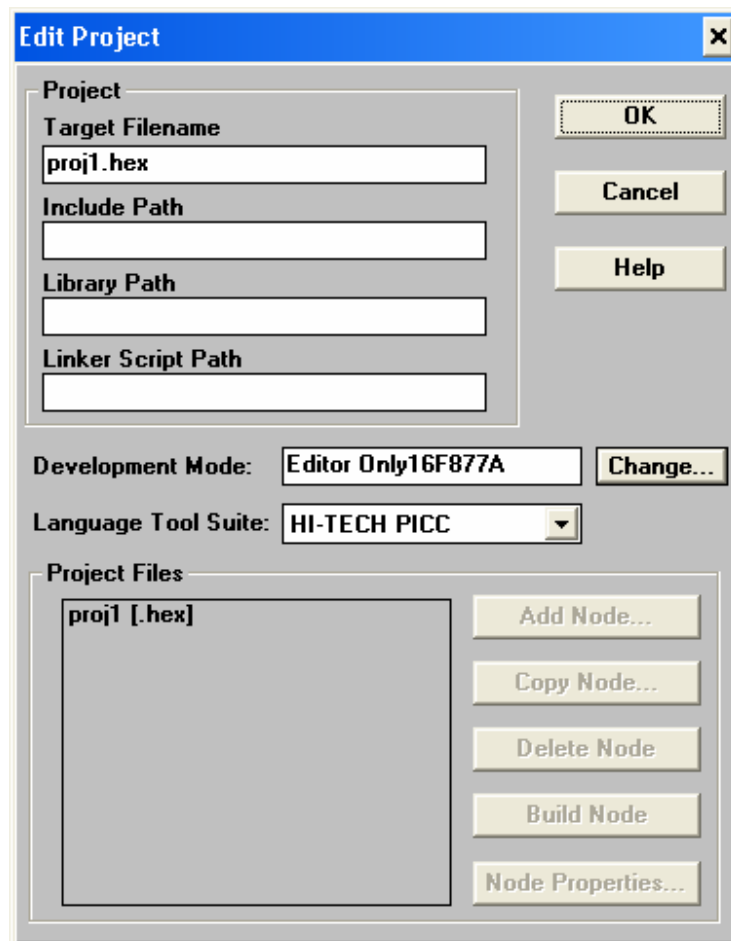 Edit Project
Project
Target Filename
proj1.hex
Include Path
Library Path
Linker Script Path
OK
Cancel
Help
Development Mode: Editor Only16F877A Change...
Language Tool Suite: HI-TECH PICC
Project Files
proj1 [.hex]
Add Node...
Copy Node...
Delete Node
Build Node
Node Properties...